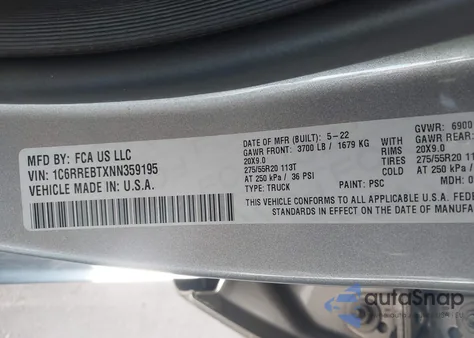 MFD BY: FCA US LLC
VIN: 1C6RREBTXNN359195
VEHICLE MADE IN U.S.A.
DATE OF MFR (BUILT): 5-22
GAWR FRONT: 3700 LB / 1679 KG
20X9.0
275/55R20 113T
AT 250 kPa / 36 PSI
TYPE: TRUCK
WITH
RIMS
TIRES
COLD
PAINT: PSC
GVWR: 6900
GAWR REAR:
20X9.0
275/55R20
AT 250 kPa
MDH: 0
THIS VEHICLE CONFORMS TO ALL APPLICABLE U.S.A. FEDE
STANDARDS IN EFFECT ON THE DATE OF MANUFA
autoSnap